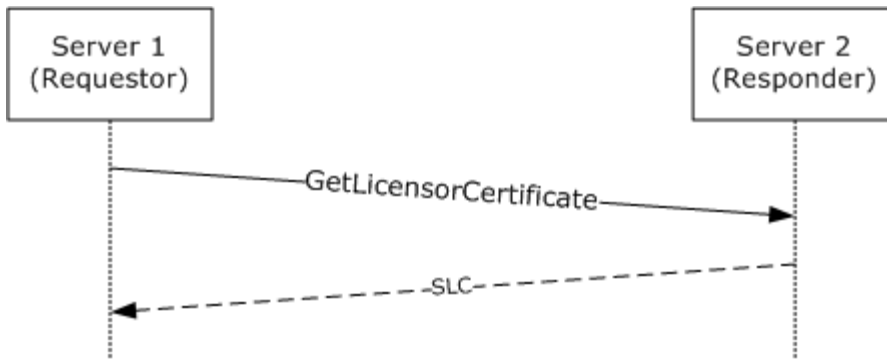 Server 1
(Requestor)
Server 2
(Responder)
GetLicensorCertificate
SLC